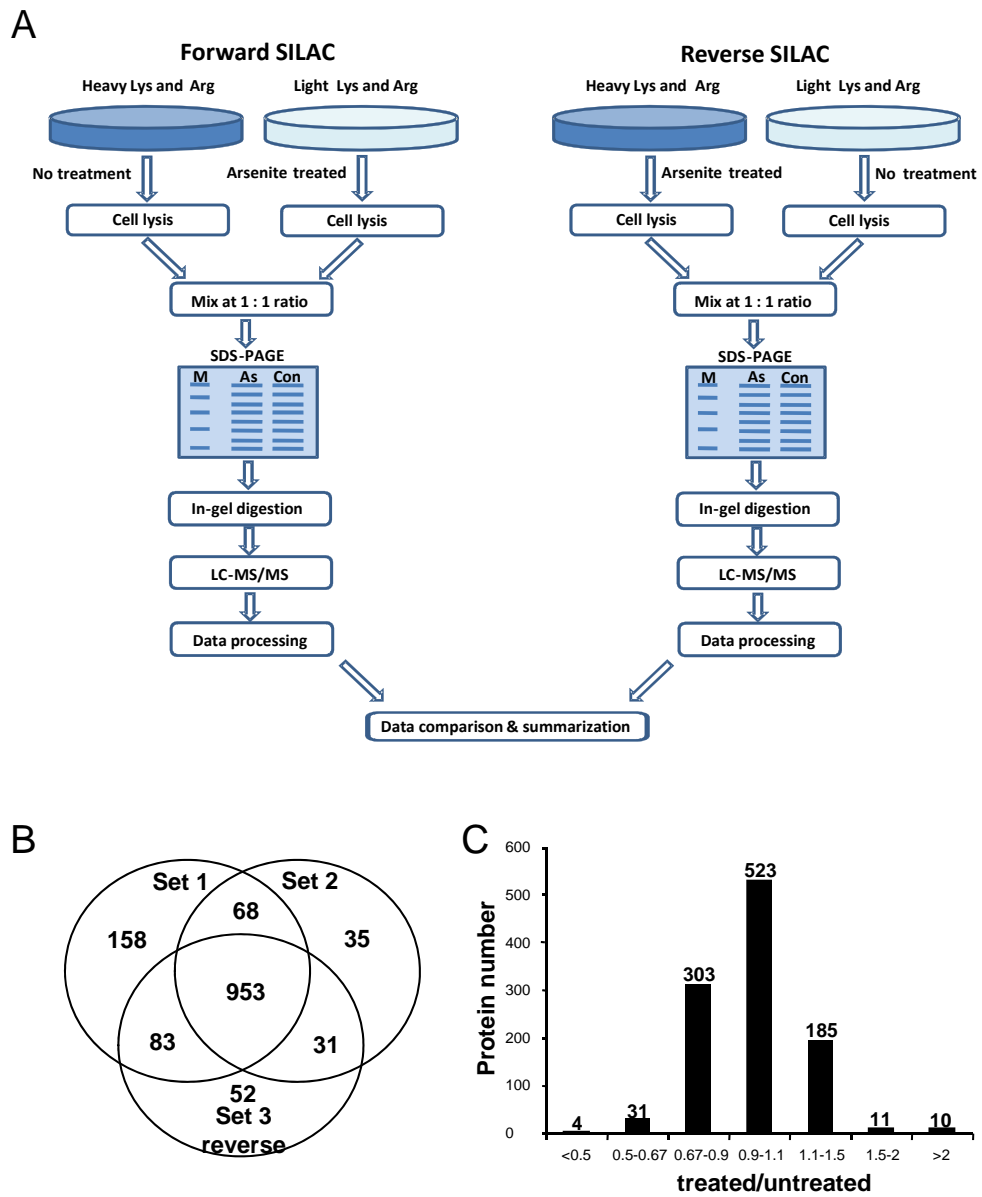 A
Forward SILAC
Heavy Lys and Arg
Light Lys and Arg
No treatment
Arsenite treated
Cell lysis
Cell lysis
Mix at 1 : 1 ratio
SDS-PAGE
M As Con
In-gel digestion
LC-MS/MS
Data processing
Reverse SILAC
Heavy Lys and Arg
Light Lys and Arg
Arsenite treated
No treatment
Cell lysis
Cell lysis
Mix at 1 : 1 ratio
SDS-PAGE
M As Con
In-gel digestion
LC-MS/MS
Data processing
Data comparison & summarization
B
Set 1
Set 2
68
158
35
953
83
31
52
Set 3
reverse
C
Protein number
600
500
400
300
200
100
0
4
31
303
523
185
11
10
<0.5
0.5-0.67
0.67-0.9
0.9-1.1
1.1-1.5
1.5-2
>2
treated/untreated